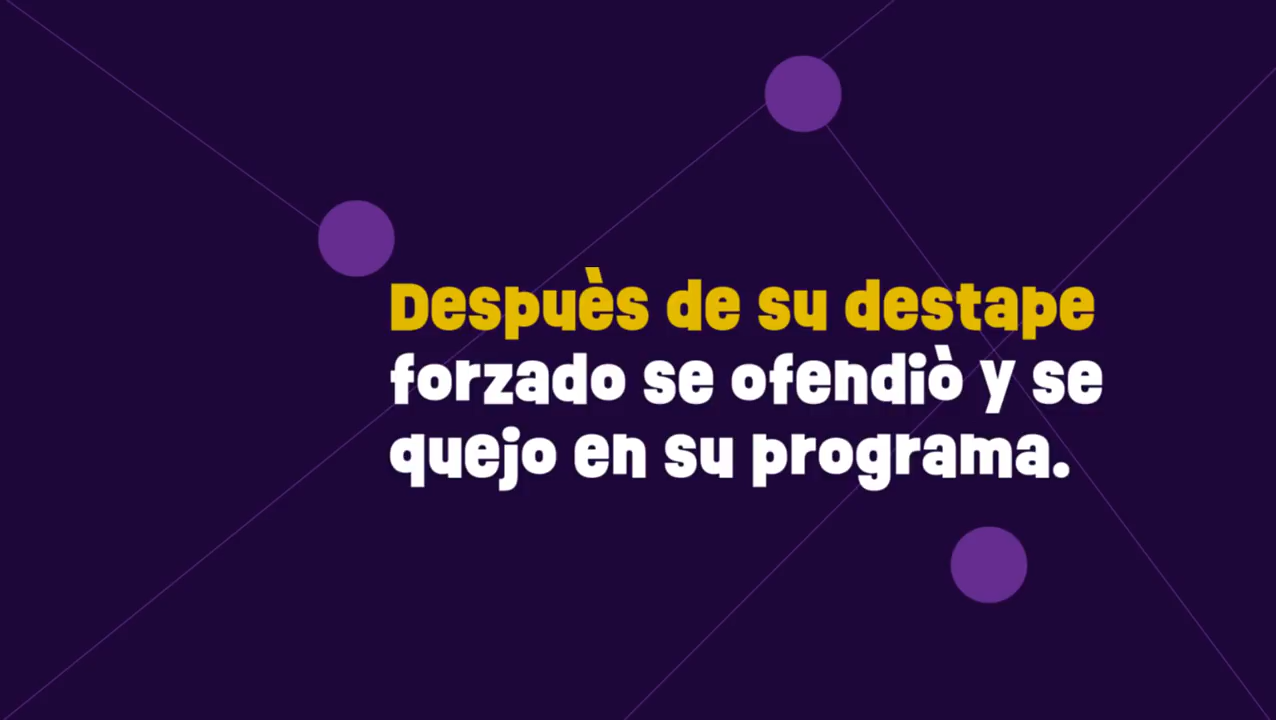 Despuès de su destape
forzado se ofendiò y se
quejo en su programa.